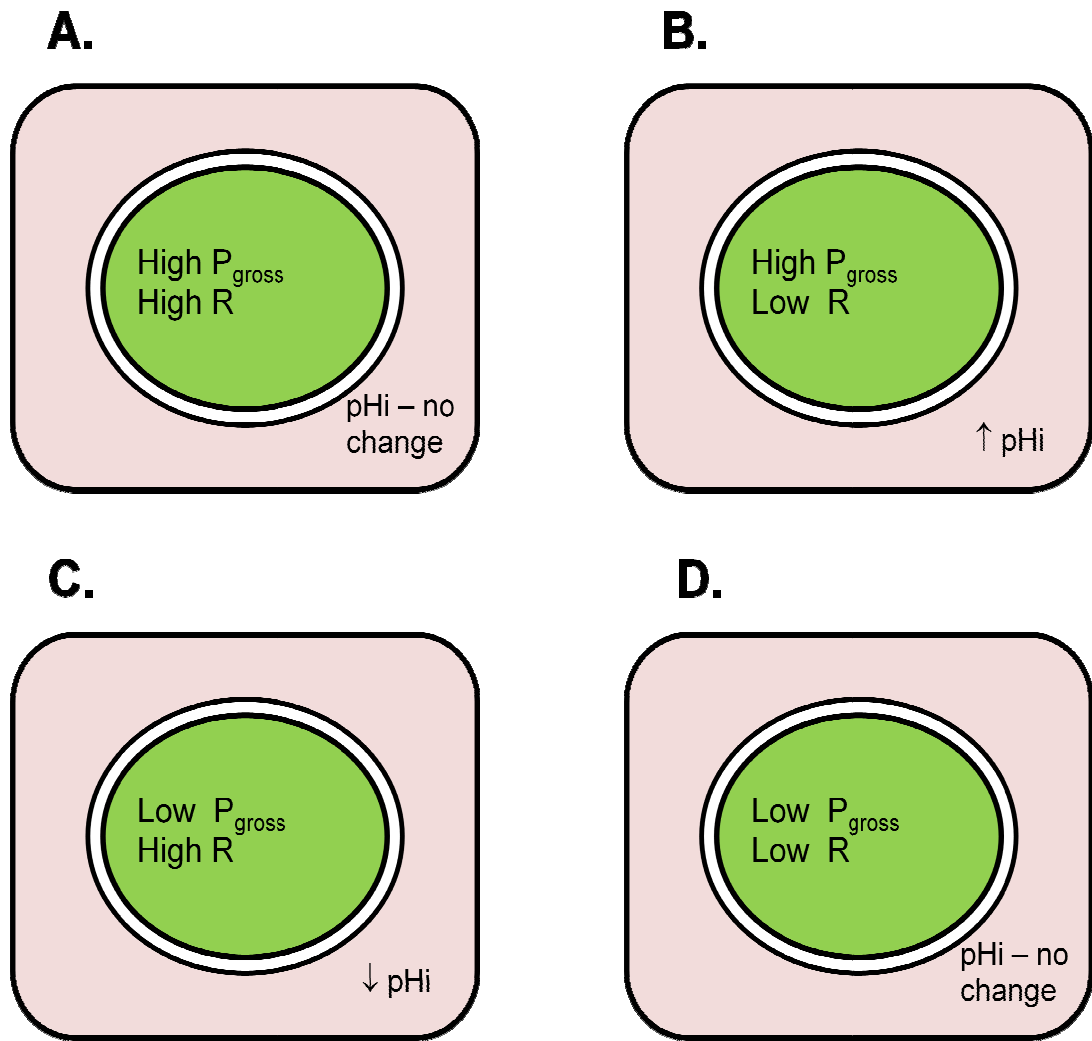 A.
High Pgross
High R
pHi – no
change
B.
High Pgross
Low R
↑ pHi
C.
Low Pgross
High R
↓ pHi
D.
Low Pgross
Low R
pHi – no
change